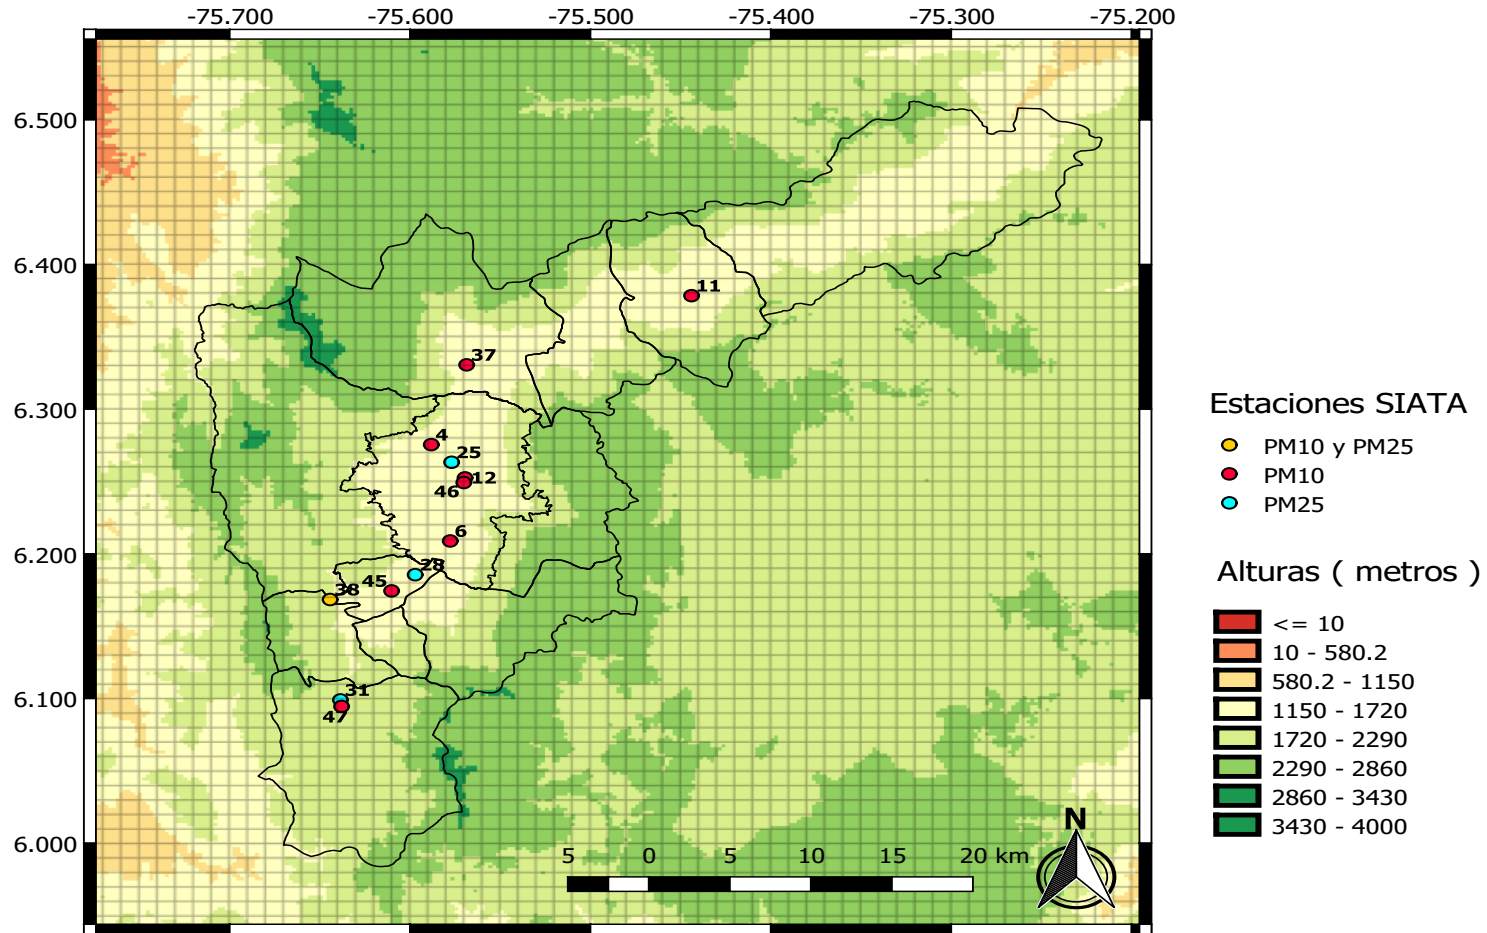 -75.700 -75.600 -75.500 -75.400 -75.300 -75.200
6.500
6.400
11
37
6.300
4
25
12
46
6
6.200
28
45
38
6.100
31
47
6.000
N
5 0 5 10 15 20 km
Estaciones SIATA
PM10 y PM25
PM10
PM25
Alturas ( metros )
<= 10
10 - 580.2
580.2 - 1150
1150 - 1720
1720 - 2290
2290 - 2860
2860 - 3430
3430 - 4000